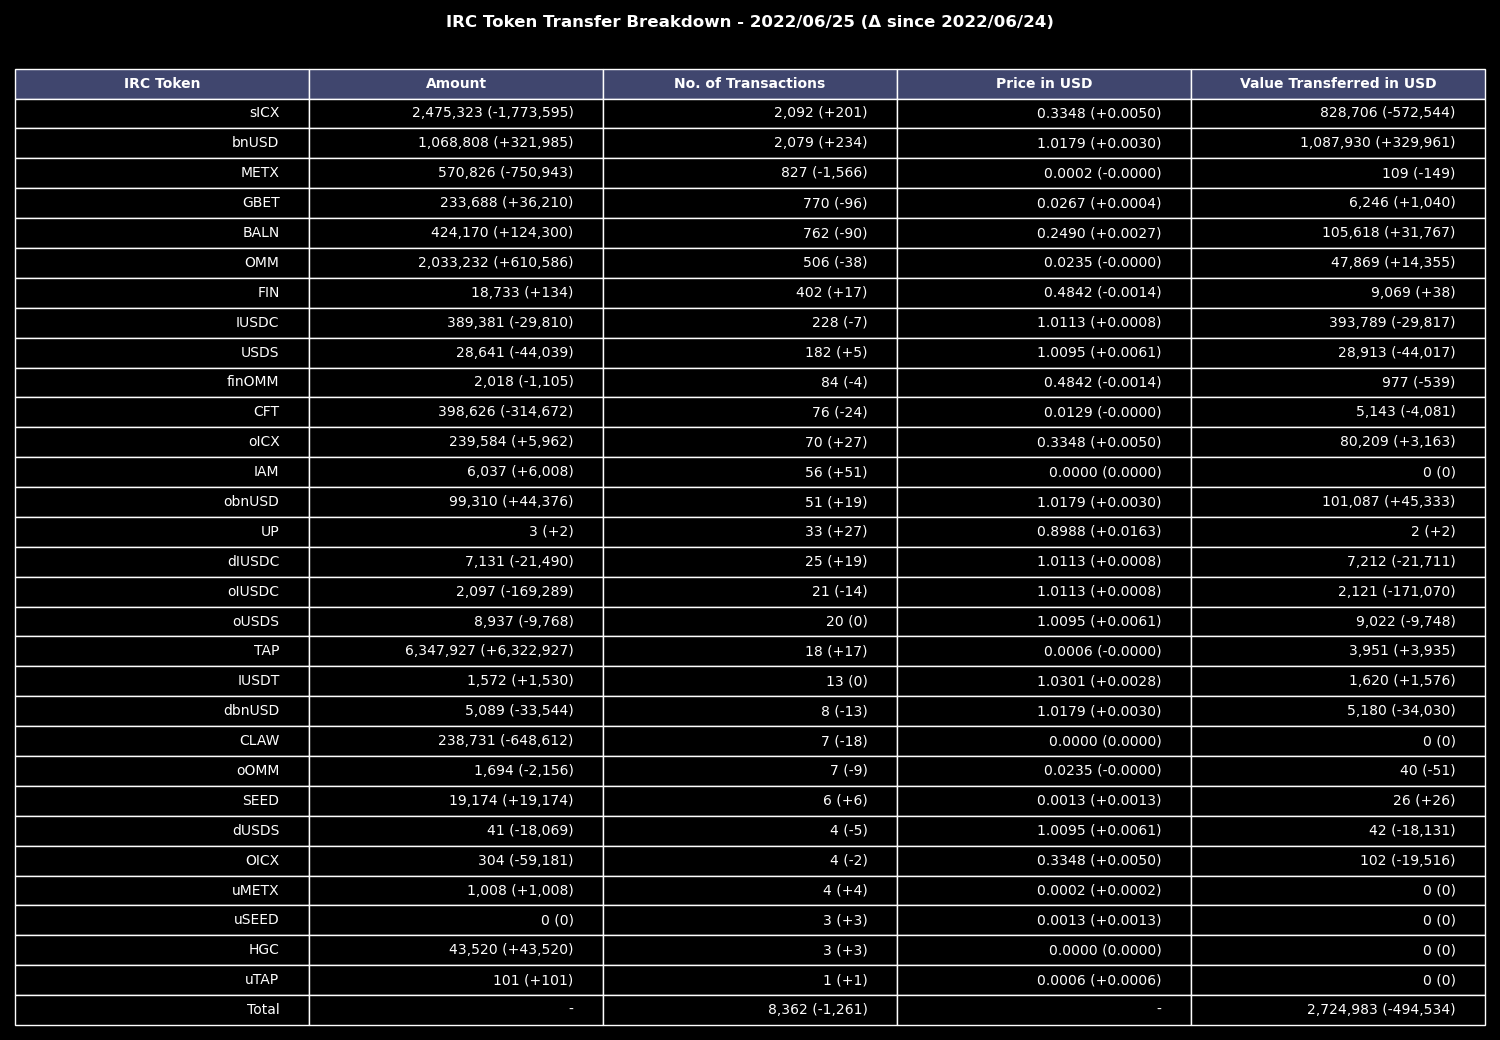 IRC Token Transfer Breakdown - 2022/06/25 (Δ since 2022/06/24)
IRC Token Amount No. of Transactions Price in USD Value Transferred in USD
sICX 2,475,323 (-1,773,595) 2,092 (+201) 0.3348 (+0.0050) 828,706 (-572,544)
bnUSD 1,068,808 (+321,985) 2,079 (+234) 1.0179 (+0.0030) 1,087,930 (+329,961)
METX 570,826 (-750,943) 827 (-1,566) 0.0002 (-0.0000) 109 (-149)
GBET 233,688 (+36,210) 770 (-96) 0.0267 (+0.0004) 6,246 (+1,040)
BALN 424,170 (+124,300) 762 (-90) 0.2490 (+0.0027) 105,618 (+31,767)
OMM 2,033,232 (+610,586) 506 (-38) 0.0235 (-0.0000) 47,869 (+14,355)
FIN 18,733 (+134) 402 (+17) 0.4842 (-0.0014) 9,069 (+38)
IUSDC 389,381 (-29,810) 228 (-7) 1.0113 (+0.0008) 393,789 (-29,817)
USDS 28,641 (-44,039) 182 (+5) 1.0095 (+0.0061) 28,913 (-44,017)
finOMM 2,018 (-1,105) 84 (-4) 0.4842 (-0.0014) 977 (-539)
CFT 398,626 (-314,672) 76 (-24) 0.0129 (-0.0000) 5,143 (-4,081)
oICX 239,584 (+5,962) 70 (+27) 0.3348 (+0.0050) 80,209 (+3,163)
IAM 6,037 (+6,008) 56 (+51) 0.0000 (0.0000) 0 (0)
obnUSD 99,310 (+44,376) 51 (+19) 1.0179 (+0.0030) 101,087 (+45,333)
UP 3 (+2) 33 (+27) 0.8988 (+0.0163) 2 (+2)
dIUSDC 7,131 (-21,490) 25 (+19) 1.0113 (+0.0008) 7,212 (-21,711)
oIUSDC 2,097 (-169,289) 21 (-14) 1.0113 (+0.0008) 2,121 (-171,070)
oUSDS 8,937 (-9,768) 20 (0) 1.0095 (+0.0061) 9,022 (-9,748)
TAP 6,347,927 (+6,322,927) 18 (+17) 0.0006 (-0.0000) 3,951 (+3,935)
IUSDT 1,572 (+1,530) 13 (0) 1.0301 (+0.0028) 1,620 (+1,576)
dbnUSD 5,089 (-33,544) 8 (-13) 1.0179 (+0.0030) 5,180 (-34,030)
CLAW 238,731 (-648,612) 7 (-18) 0.0000 (0.0000) 0 (0)
oOMM 1,694 (-2,156) 7 (-9) 0.0235 (-0.0000) 40 (-51)
SEED 19,174 (+19,174) 6 (+6) 0.0013 (+0.0013) 26 (+26)
dUSDS 41 (-18,069) 4 (-5) 1.0095 (+0.0061) 42 (-18,131)
OICX 304 (-59,181) 4 (-2) 0.3348 (+0.0050) 102 (-19,516)
uMETX 1,008 (+1,008) 4 (+4) 0.0002 (+0.0002) 0 (0)
uSEED 0 (0) 3 (+3) 0.0013 (+0.0013) 0 (0)
HGC 43,520 (+43,520) 3 (+3) 0.0000 (0.0000) 0 (0)
uTAP 101 (+101) 1 (+1) 0.0006 (+0.0006) 0 (0)
Total - 8,362 (-1,261) - 2,724,983 (-494,534)